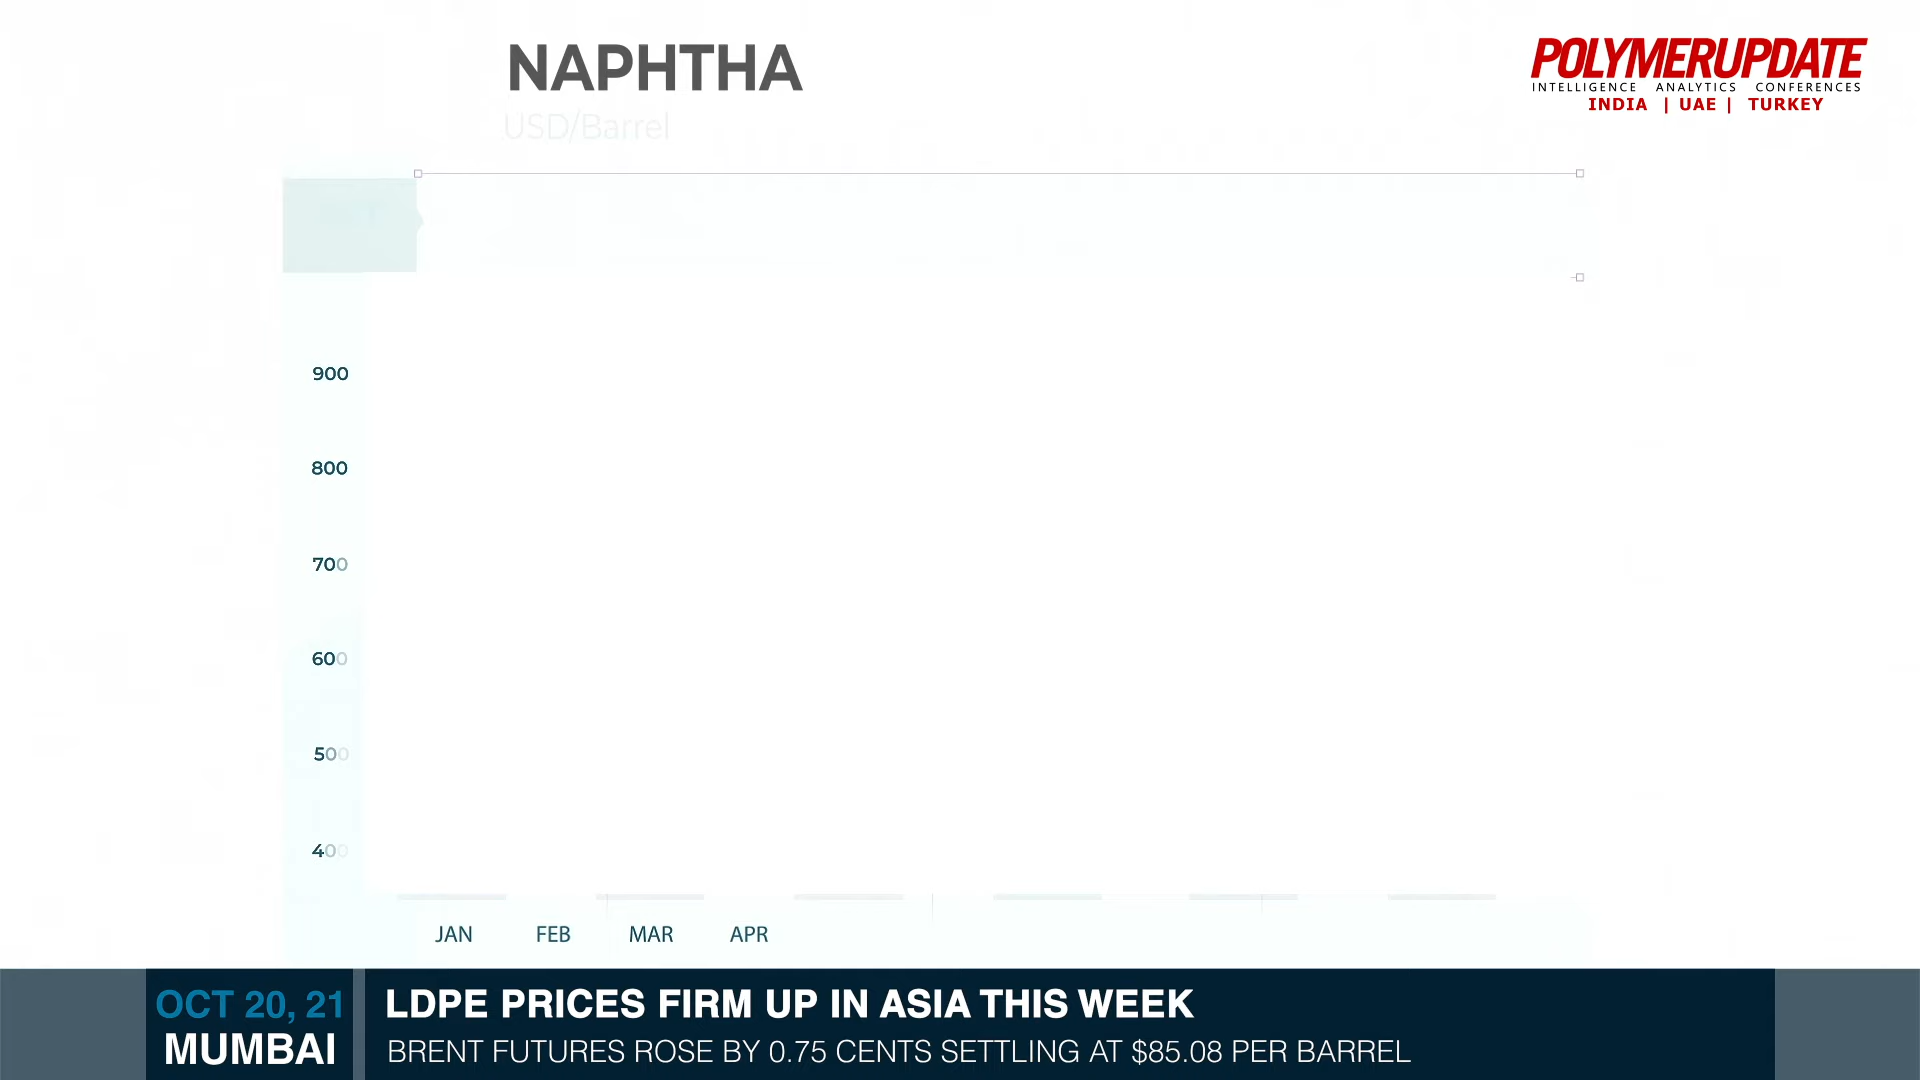 NAPHTHA
USD/Barrel
POLYMERUPDATE
INTELLIGENCE ANALYTICS CONFERENCES
INDIA | UAE | TURKEY
900
800
700
600
500
400
JAN FEB MAR APR
OCT 20, 21
MUMBAI
LDPE PRICES FIRM UP IN ASIA THIS WEEK
BRENT FUTURES ROSE BY 0.75 CENTS SETTLING AT $85.08 PER BARREL